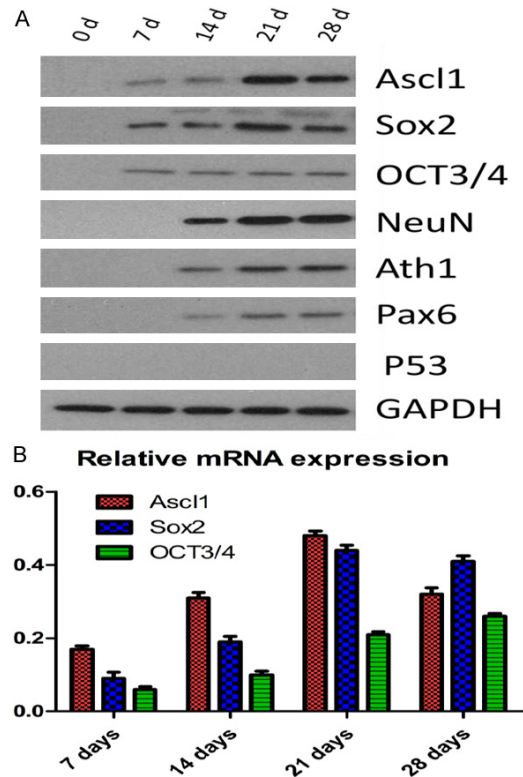 A
0 d 7 d 14 d 21 d 28 d
Ascl1
Sox2
OCT3/4
NeuN
Ath1
Pax6
P53
GAPDH
B
Relative mRNA expression
0.6
Ascl1
Sox2
OCT3/4
0.4
0.2
0.0
7 days 14 days 21 days 28 days